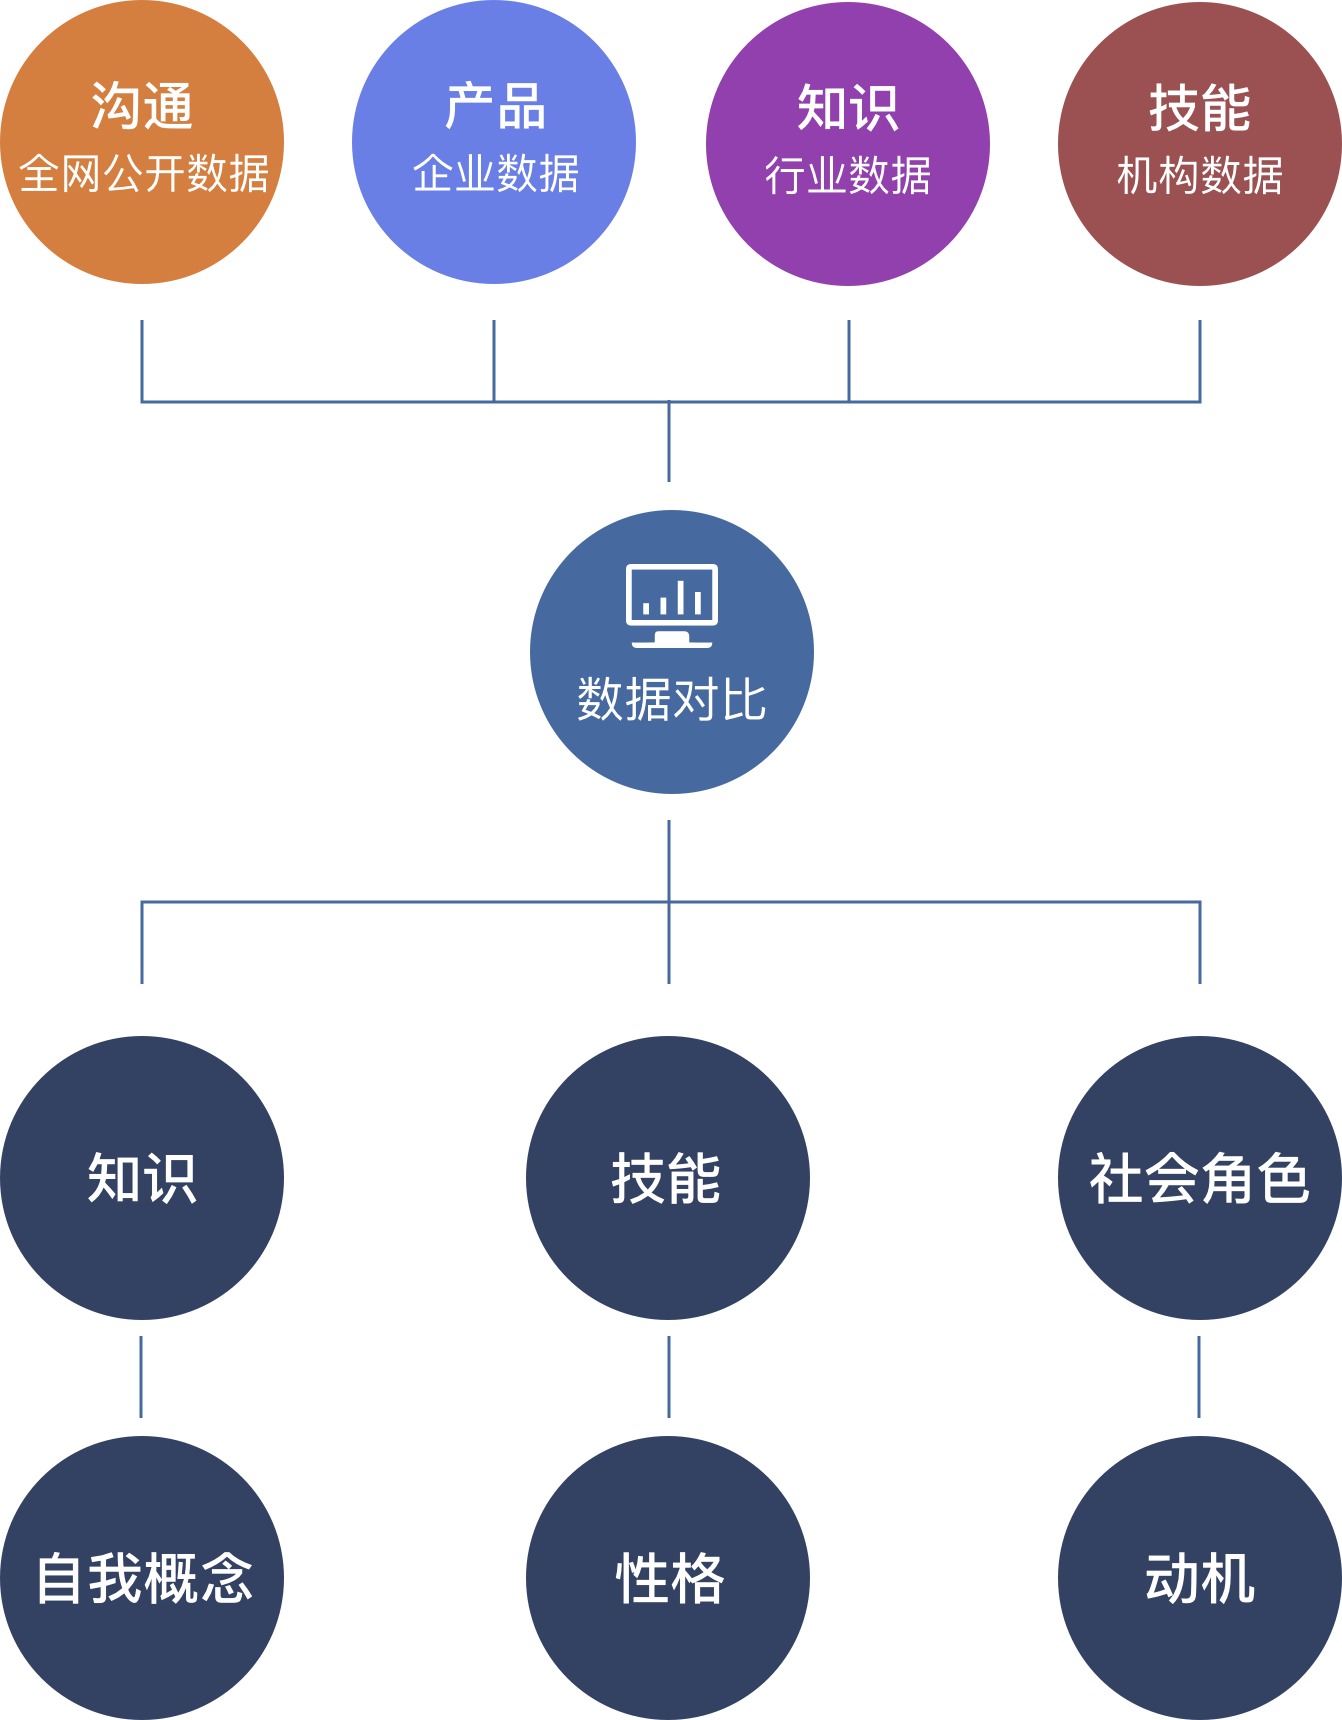 沟通
全网公开数据
产品
企业数据
知识
行业数据
技能
机构数据
数据对比
知识
技能
社会角色
自我概念
性格
动机